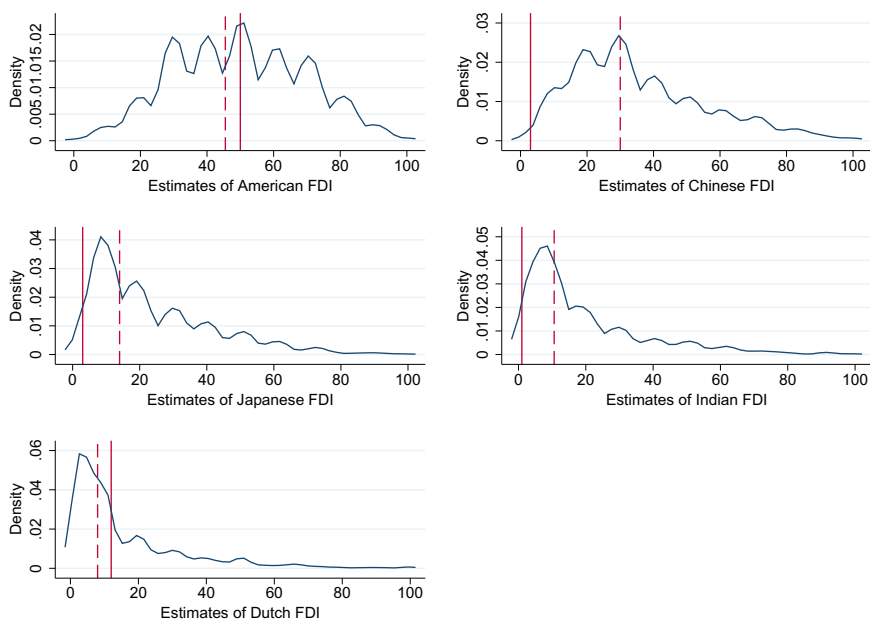 Density
0 .005.01.015.02
0 20 40 60 80 100
Estimates of American FDI
Density
0 .01 .02 .03
0 20 40 60 80 100
Estimates of Chinese FDI
Density
0 .01 .02 .03 .04
0 20 40 60 80 100
Estimates of Japanese FDI
Density
0 .01 .02 .03 .04 .05
0 20 40 60 80 100
Estimates of Indian FDI
Density
0 .02 .04 .06
0 20 40 60 80 100
Estimates of Dutch FDI